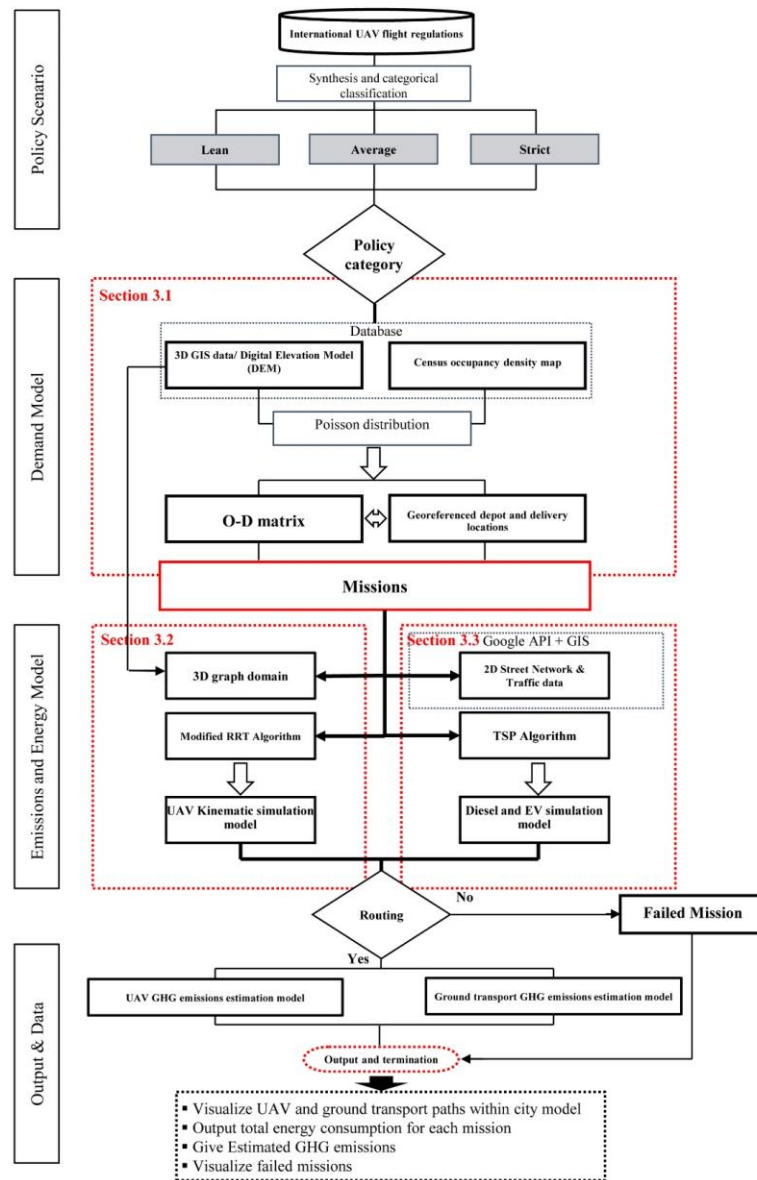 Policy Scenario
International UAV flight regulations
Synthesis and categorical
classification
Lean
Average
Strict
Policy
category
Demand Model
Section 3.1
Database
3D GIS data/ Digital Elevation Model
(DEM)
Census occupancy density map
Poisson distribution
O-D matrix
Georeferenced depot and delivery
locations
Missions
Emissions and Energy Model
Section 3.2
Section 3.3
Google API + GIS
3D graph domain
2D Street Network &
Traffic data
Modified RRT Algorithm
TSP Algorithm
UAV Kinematic simulation
model
Diesel and EV simulation
model
Routing
No
Failed Mission
Yes
Output & Data
UAV GHG emissions estimation model
Ground transport GHG emissions estimation model
Output and termination
▪ Visualize UAV and ground transport paths within city model
▪ Output total energy consumption for each mission
▪ Give Estimated GHG emissions
▪ Visualize failed missions